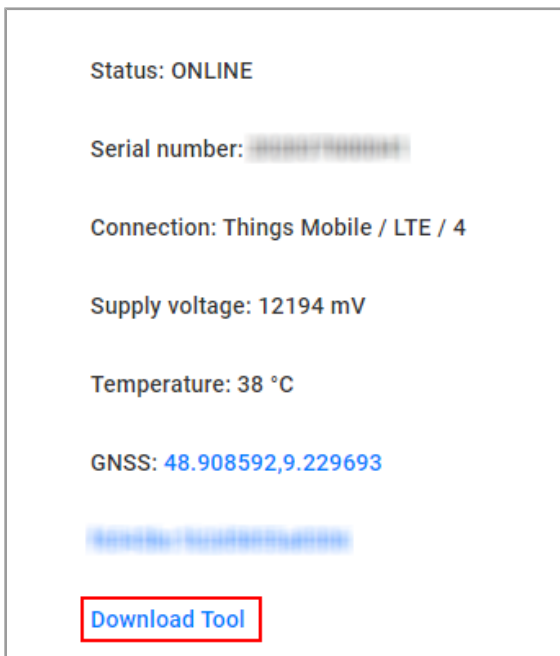 Status: ONLINE
Serial number:
Connection: Things Mobile / LTE / 4
Supply voltage: 12194 mV
Temperature: 38 °C
GNSS: 48.908592,9.229693
Download Tool